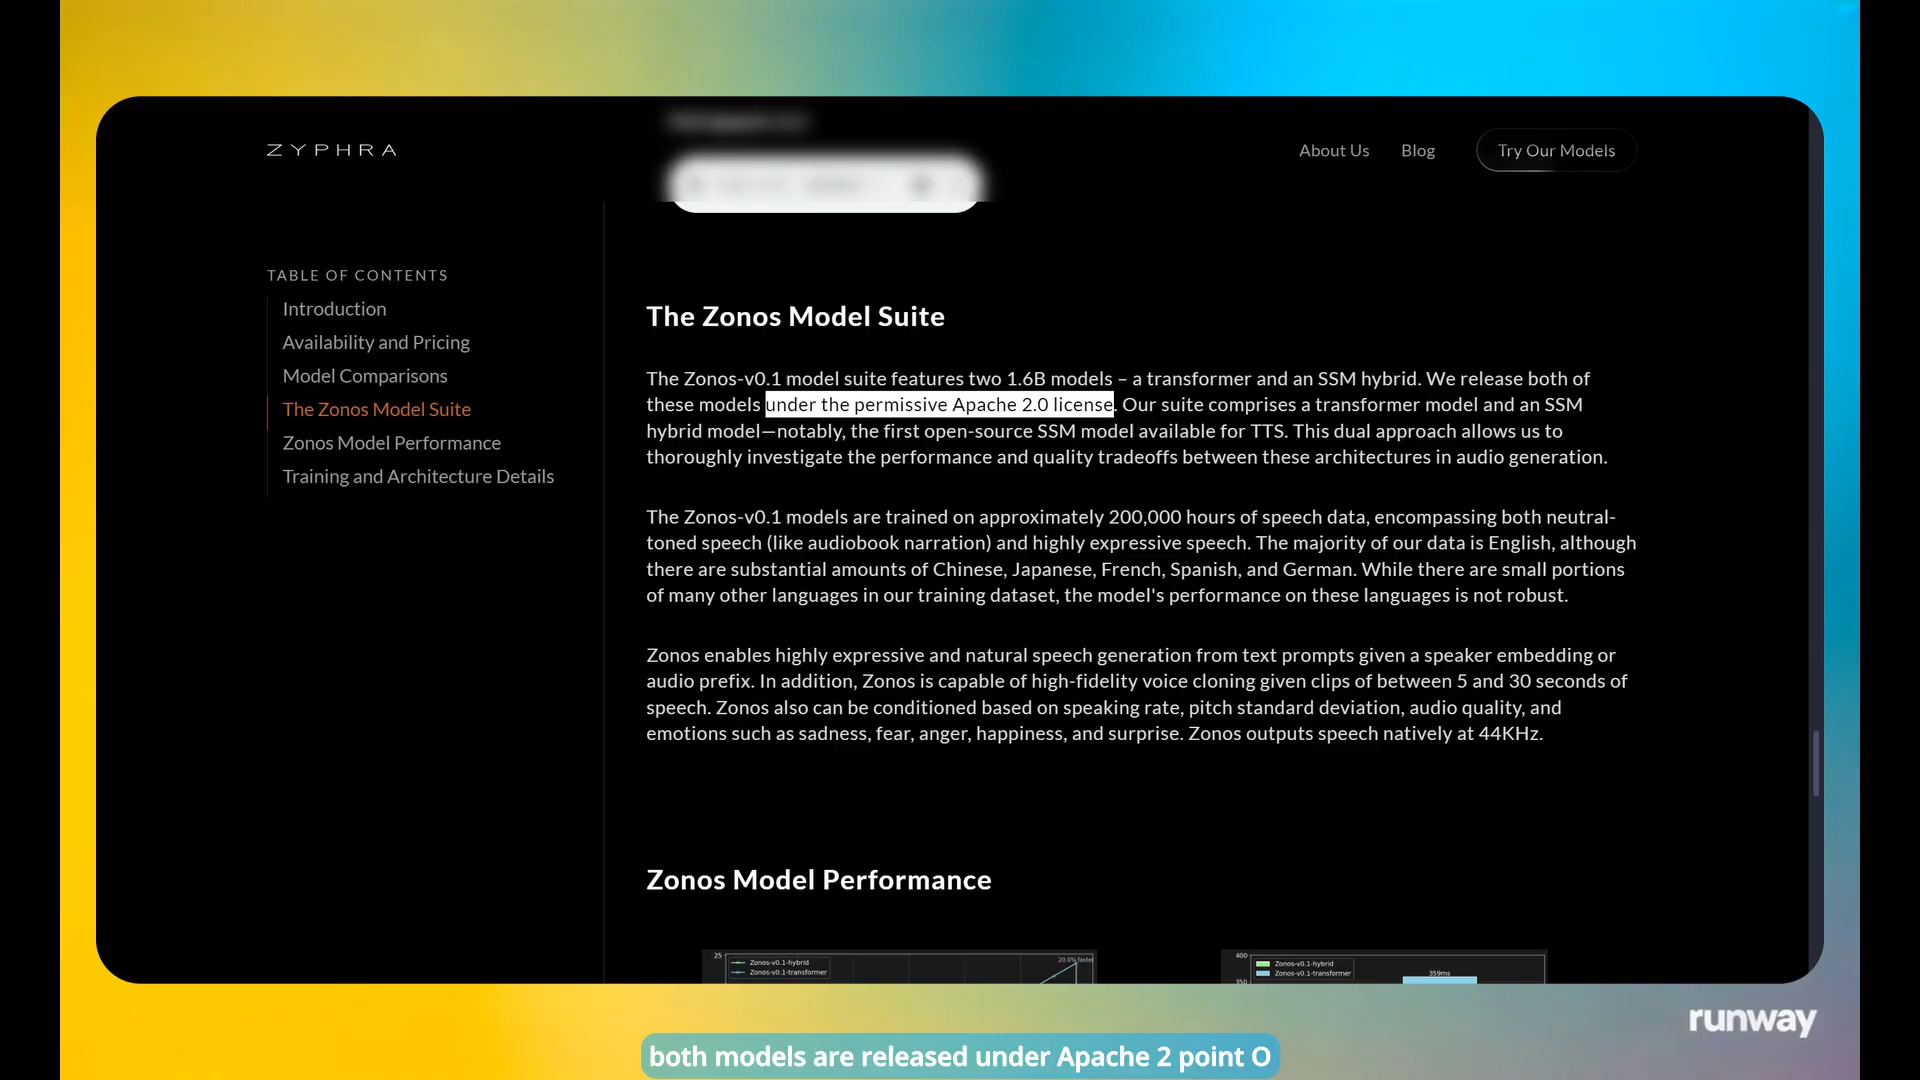 ZYPHRA
About Us
Blog
Try Our Models
TABLE OF CONTENTS
Introduction
Availability and Pricing
Model Comparisons
The Zonos Model Suite
Zonos Model Performance
Training and Architecture Details
The Zonos Model Suite
The Zonos-v0.1 model suite features two 1.6B models – a transformer and an SSM hybrid. We release both of
these models under the permissive Apache 2.0 license. Our suite comprises a transformer model and an SSM
hybrid model—notably, the first open-source SSM model available for TTS. This dual approach allows us to
thoroughly investigate the performance and quality tradeoffs between these architectures in audio generation.
The Zonos-v0.1 models are trained on approximately 200,000 hours of speech data, encompassing both neutral-
toned speech (like audiobook narration) and highly expressive speech. The majority of our data is English, although
there are substantial amounts of Chinese, Japanese, French, Spanish, and German. While there are small portions
of many other languages in our training dataset, the model's performance on these languages is not robust.
Zonos enables highly expressive and natural speech generation from text prompts given a speaker embedding or
audio prefix. In addition, Zonos is capable of high-fidelity voice cloning given clips of between 5 and 30 seconds of
speech. Zonos also can be conditioned based on speaking rate, pitch standard deviation, audio quality, and
emotions such as sadness, fear, anger, happiness, and surprise. Zonos outputs speech natively at 44KHz.
Zonos Model Performance
25
Zonos-v0.1-hybrid
Zonos-v0.1-transformer
20.0% faster
400
350
Zonos-v0.1-hybrid
Zonos-v0.1-transformer
359ms
runway
both models are released under Apache 2 point O